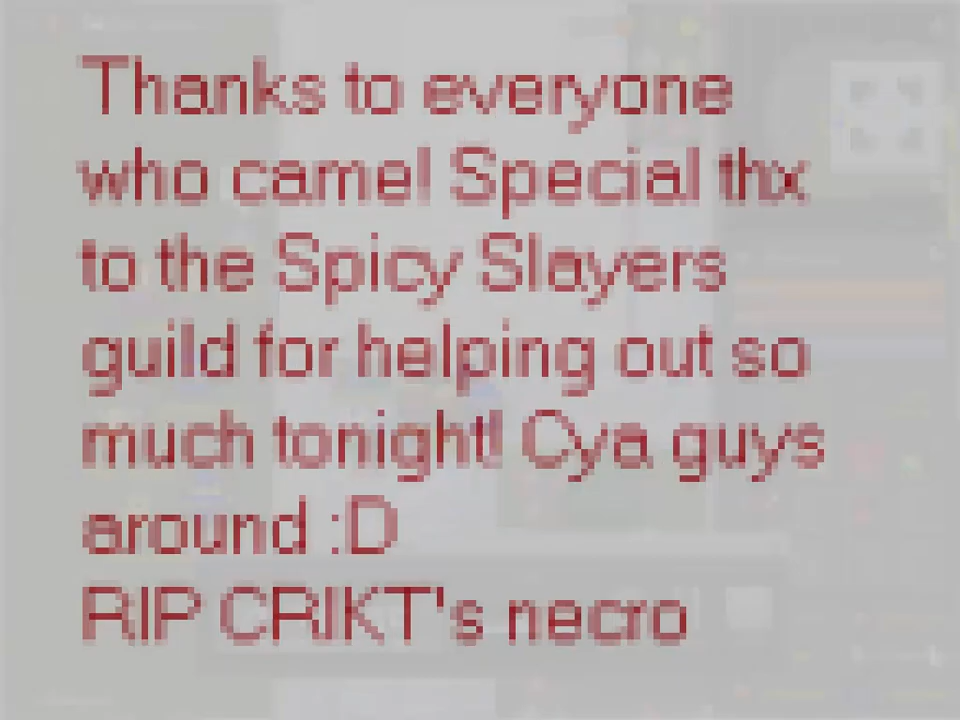 Thanks to everyone
who came! Special thx
to the Spicy Slayers
guild for helping out so
much tonight! Cya guys
around :D
RIP CRIKT's necro